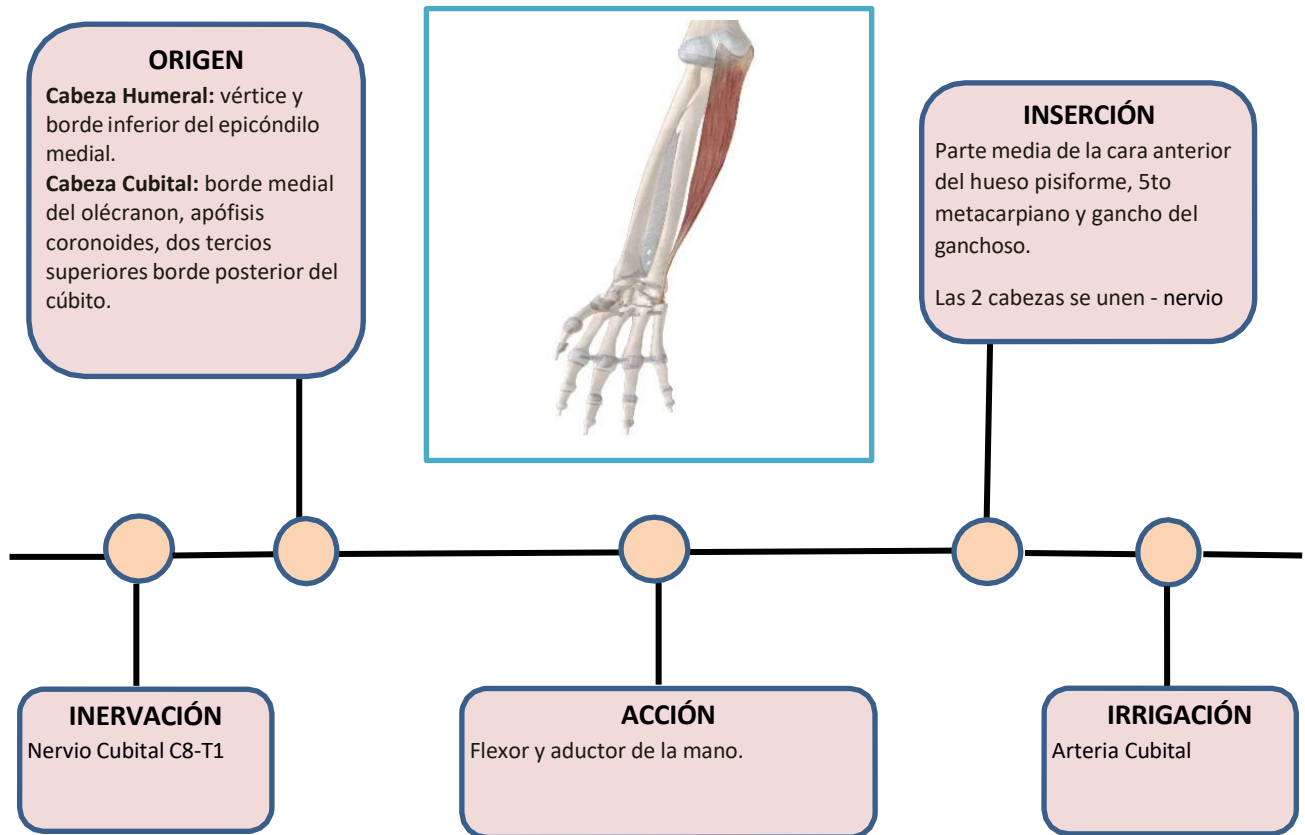 ORIGEN
Cabeza Humeral: vértice y
borde inferior del epicóndilo
medial.
Cabeza Cubital: borde medial
del olécranon, apófisis
coronoides, dos tercios
superiores borde posterior del
cúbito.
INSERCIÓN
Parte media de la cara anterior
del hueso pisiforme, 5to
metacarpiano y gancho del
ganchoso.
Las 2 cabezas se unen - nervio
INERVACIÓN
Nervio Cubital C8-T1
ACCIÓN
Flexor y aductor de la mano.
IRRIGACIÓN
Arteria Cubital